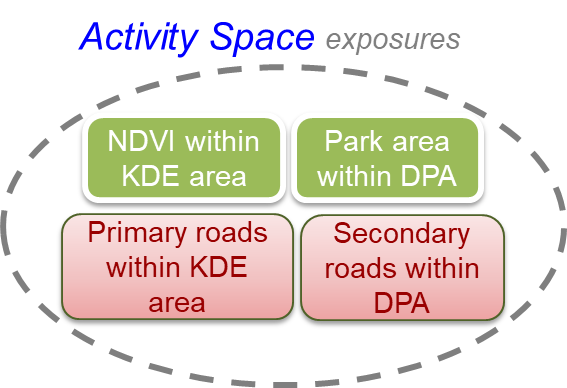 Activity Space exposures
NDVI within
KDE area
Park area
within DPA
Primary roads
within KDE
area
Secondary
roads within
DPA